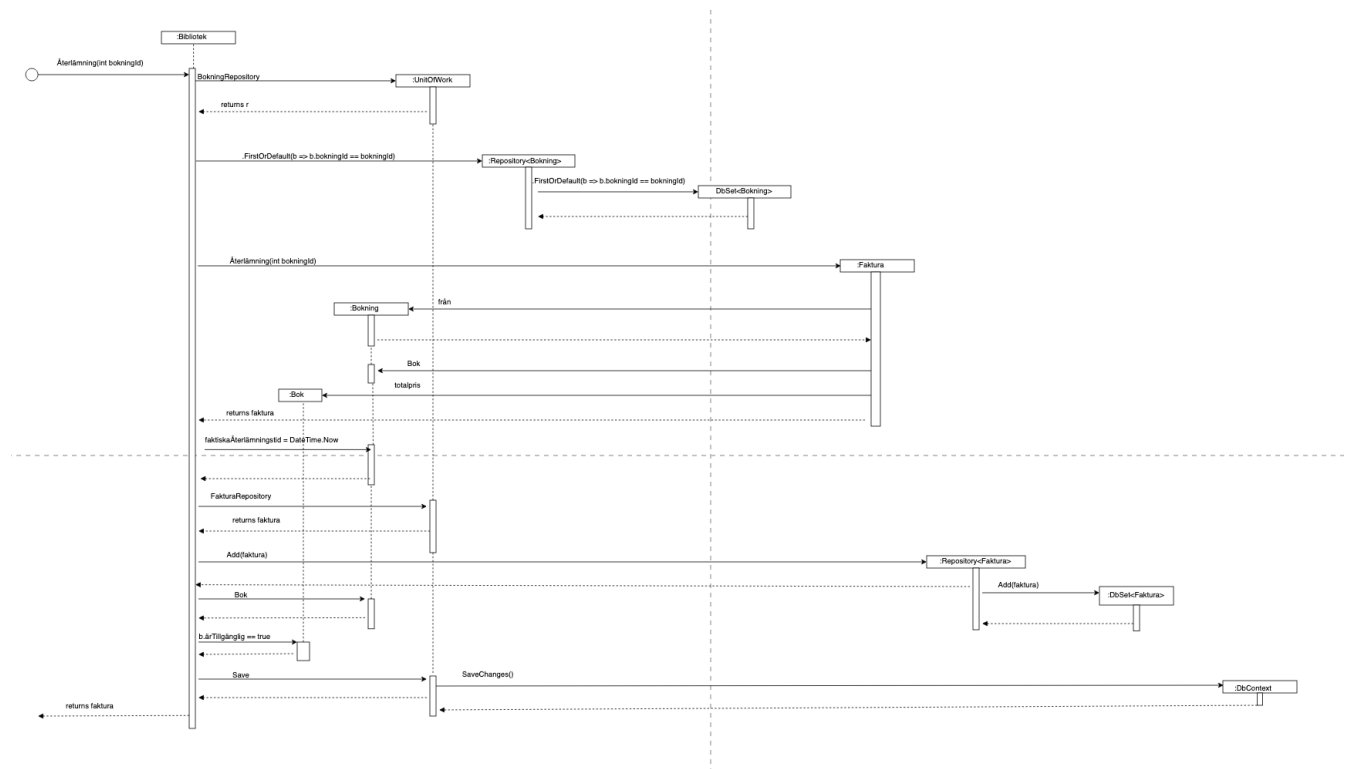 :Bibliotek
Återlämning(int bokningId)
BokningRepository
:UnitOfWork
returns r
.FirstOrDefault(b => b.bokningId == bokningId)
:Repository<Bokning>
.FirstOrDefault(b => b.bokningId == bokningId)
DbSet<Bokning>
Återlämning(int bokningId)
:Faktura
från
:Bokning
Bok
totalpris
:Bok
returns faktura
faktiskaÅterlämningstid = DateTime.Now
FakturaRepository
returns faktura
Add(faktura)
:Repository<Faktura>
Add(faktura)
:DbSet<Faktura>
Bok
b.ärTillgänglig == true
Save
SaveChanges()
:DbContext
returns faktura